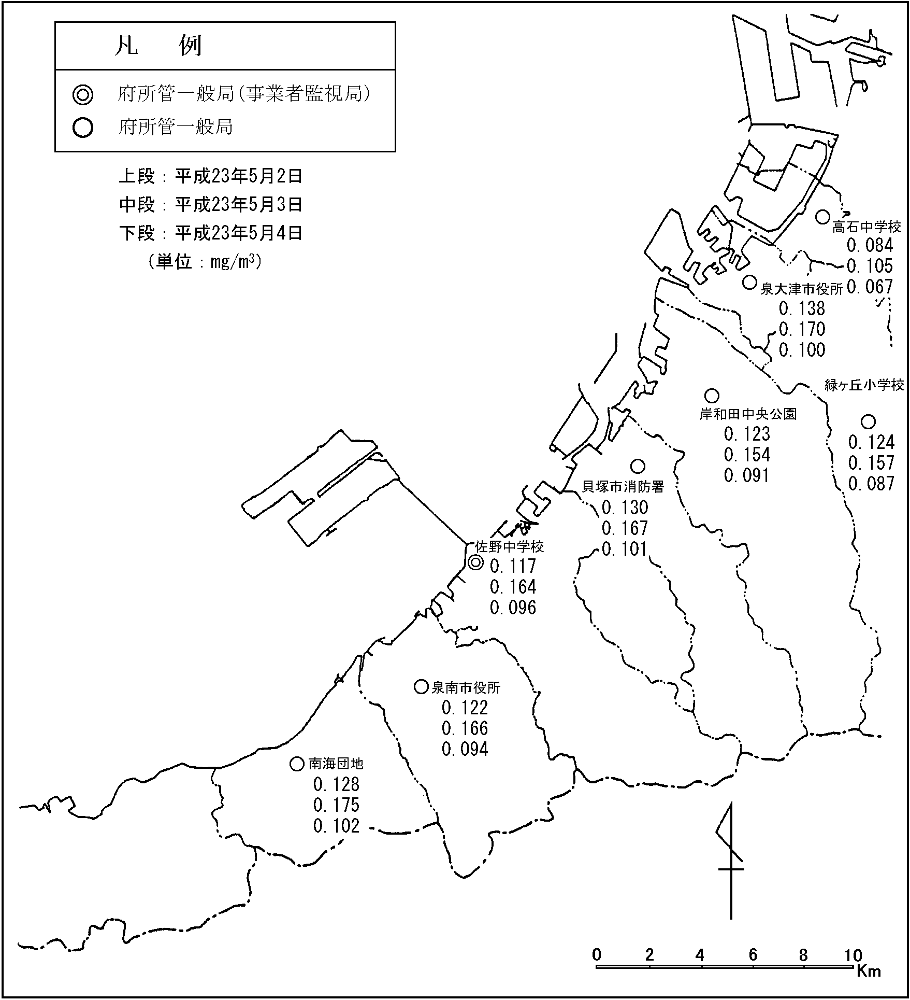 凡　例
府所管一般局(事業者監視局)
府所管一般局
上段：平成23年5月2日
中段：平成23年5月3日
下段：平成23年5月4日
(単位：mg/m³)
高石中学校
0.084
0.105
0.067
泉大津市役所
0.138
0.170
0.100
緑ヶ丘小学校
0.124
0.157
0.087
岸和田中央公園
0.123
0.154
0.091
貝塚市消防署
0.130
0.167
0.101
佐野中学校
0.117
0.164
0.096
泉南市役所
0.122
0.166
0.094
南海団地
0.128
0.175
0.102
0 2 4 6 8 10
Km